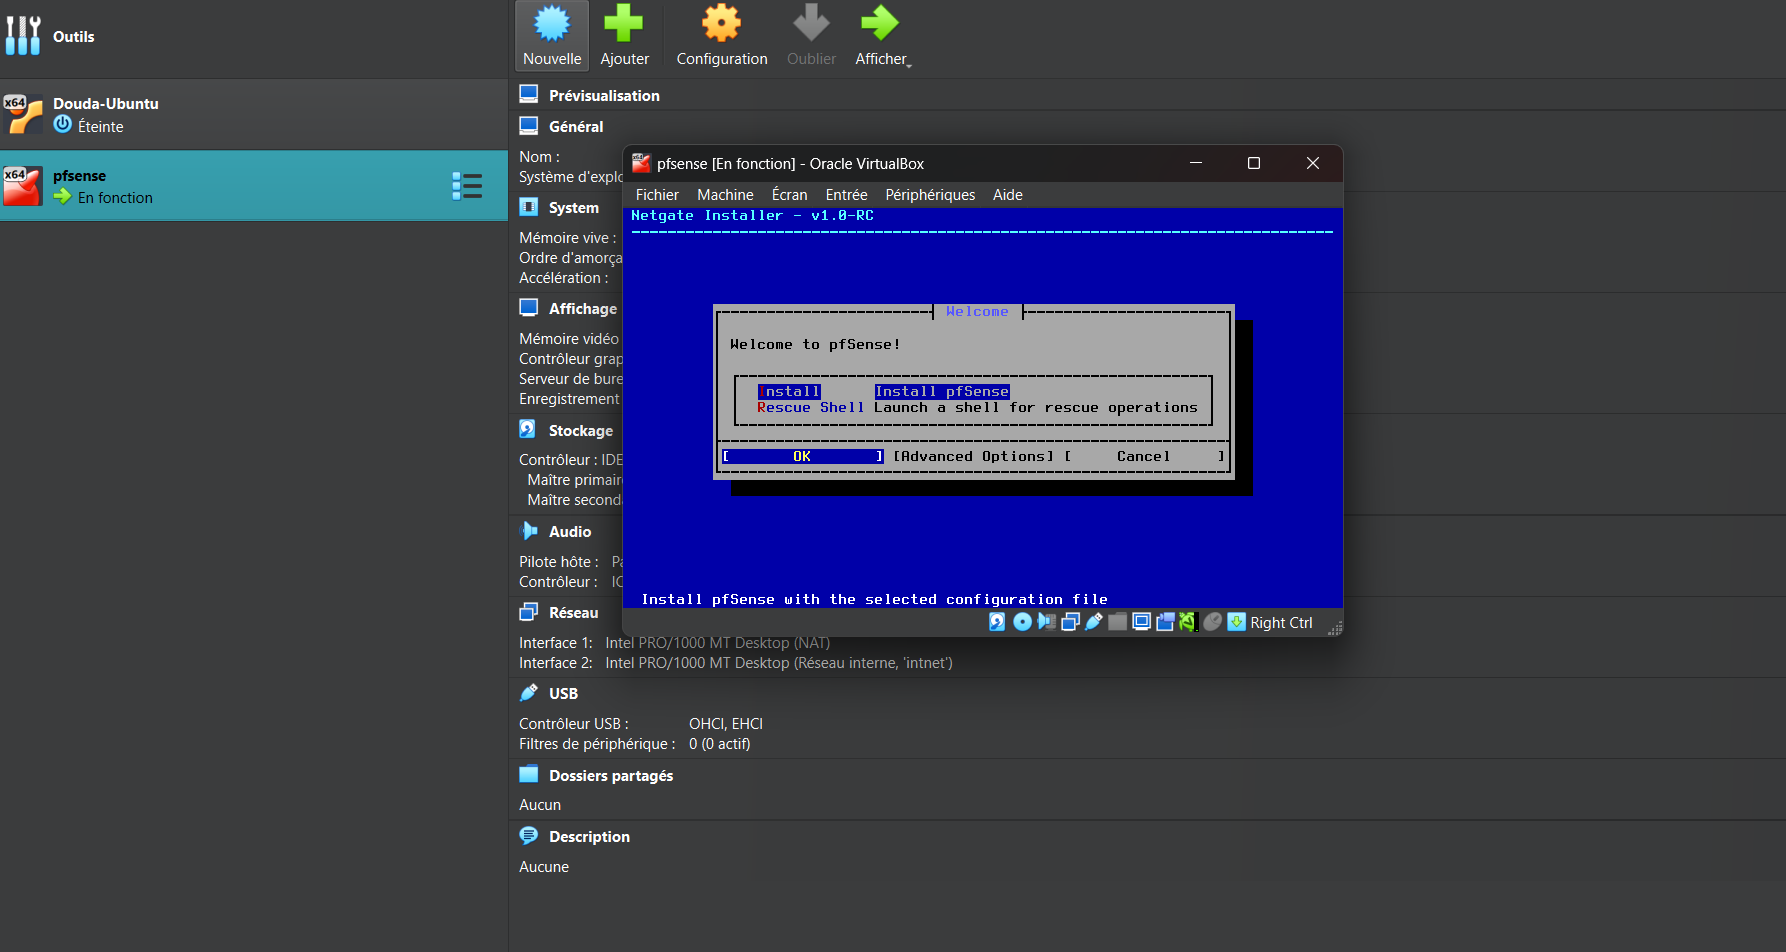 Outils
x64
Douda-Ubuntu
Éteinte
x64
pfsense
En fonction
Nouvelle
Ajouter
Configuration
Oublier
Afficher
Prévisualisation
Général
Nom :
Système d'explo
System
Mémoire vive :
Ordre d'amorça
Accélération :
Affichage
Mémoire vidéo
Contrôleur grap
Serveur de bure
Enregistrement
Stockage
Contrôleur : IDE
Maître primair
Maître second
Audio
Pilote hôte : Pa
Contrôleur : IC
Réseau
Interface 1: Intel PRO/1000 MT Desktop (NAT)
Interface 2: Intel PRO/1000 MT Desktop (Réseau interne, 'intnet')
USB
Contrôleur USB : OHCI, EHCI
Filtres de périphérique : 0 (0 actif)
Dossiers partagés
Aucun
Description
Aucune
x64
pfsense [En fonction] - Oracle VirtualBox
Fichier Machine Écran Entrée Périphériques Aide
Netgate Installer - v1.0-RC
Welcome
Welcome to pfSense!
Install Install pfSense
Rescue Shell Launch a shell for rescue operations
[ OK ] [Advanced Options] [ Cancel ]
Install pfSense with the selected configuration file
Right Ctrl